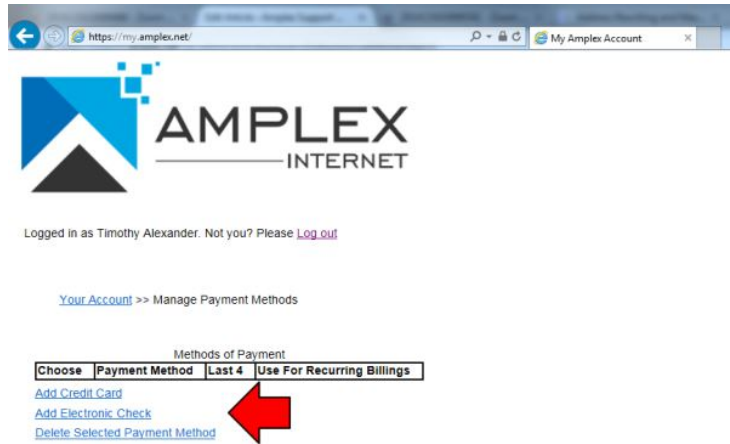 https://my.amplex.net/
My Amplex Account
AMPLEX
INTERNET
Logged in as Timothy Alexander. Not you? Please Log out
Your Account >> Manage Payment Methods
Methods of Payment
Choose Payment Method Last 4 Use For Recurring Billings
Add Credit Card
Add Electronic Check
Delete Selected Payment Method